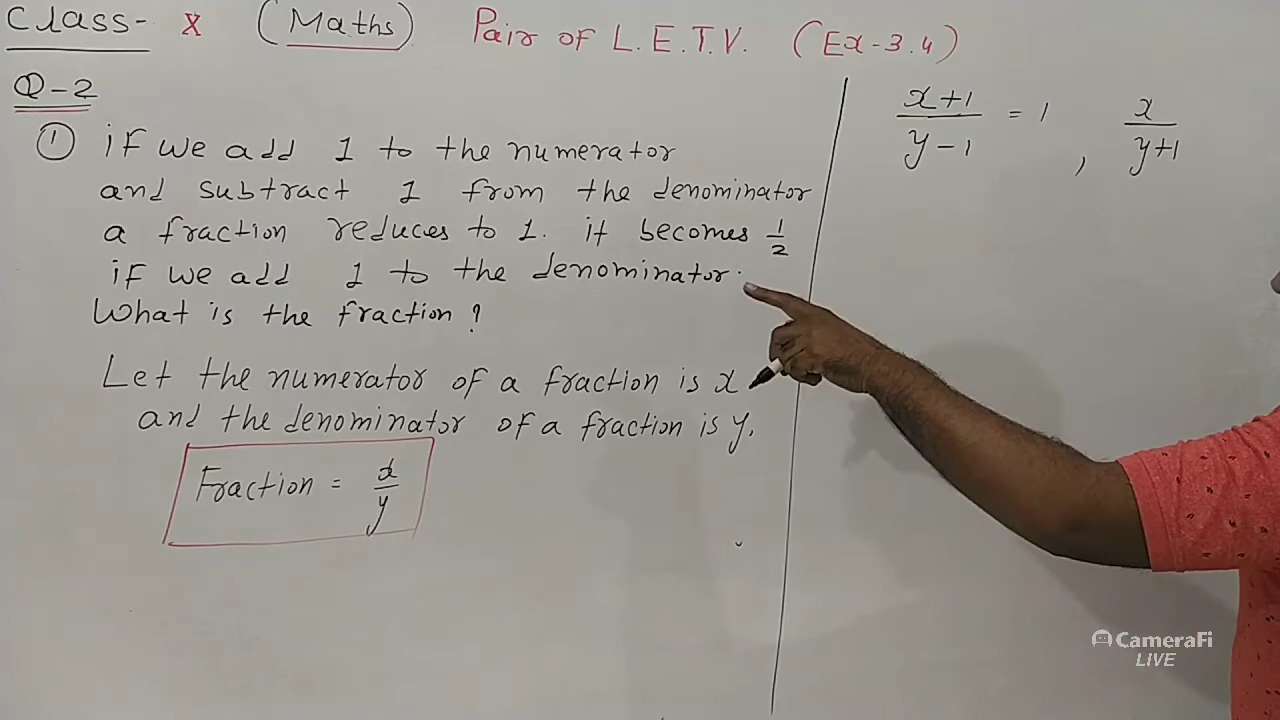 Class- X (Maths) Pair of L.E.T.V. (Ex-3.4)
Q-2
① if we add 1 to the numerator
and subtract 1 from the denominator
a fraction reduces to 1. it becomes 1/2
if we add 1 to the denominator.
What is the fraction?
Let the numerator of a fraction is x
and the denominator of a fraction is y.
Fraction = x/y
(x+1)/(y-1) = 1 , x/(y+1)
CameraFi
LIVE